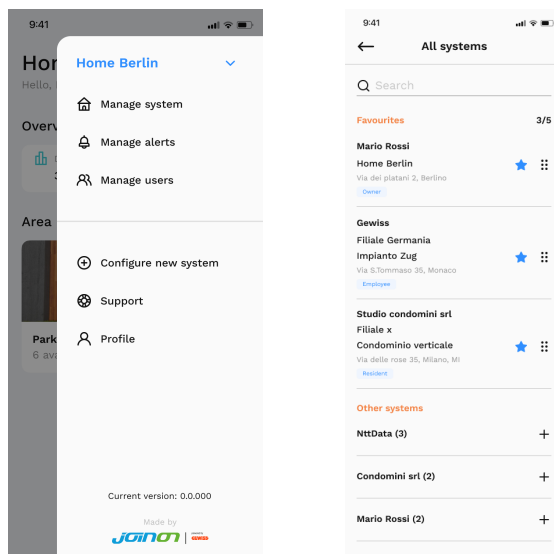 9:41
Hor
Hello,
Overv
Area
Park
6 ava
Home Berlin
Manage system
Manage alerts
Manage users
Configure new system
Support
Profile
Current version: 0.0.000
Made by
JOINON
9:41
All systems
Search
Favourites 3/5
Mario Rossi
Home Berlin
Via dei platani 2, Berlino
Owner
Gewiss
Filiale Germania
Impianto Zug
Via S.Tommaso 35, Monaco
Employee
Studio condomini srl
Filiale x
Condominio verticale
Via delle rose 35, Milano, MI
Resident
Other systems
NttData (3)
Condomini srl (2)
Mario Rossi (2)